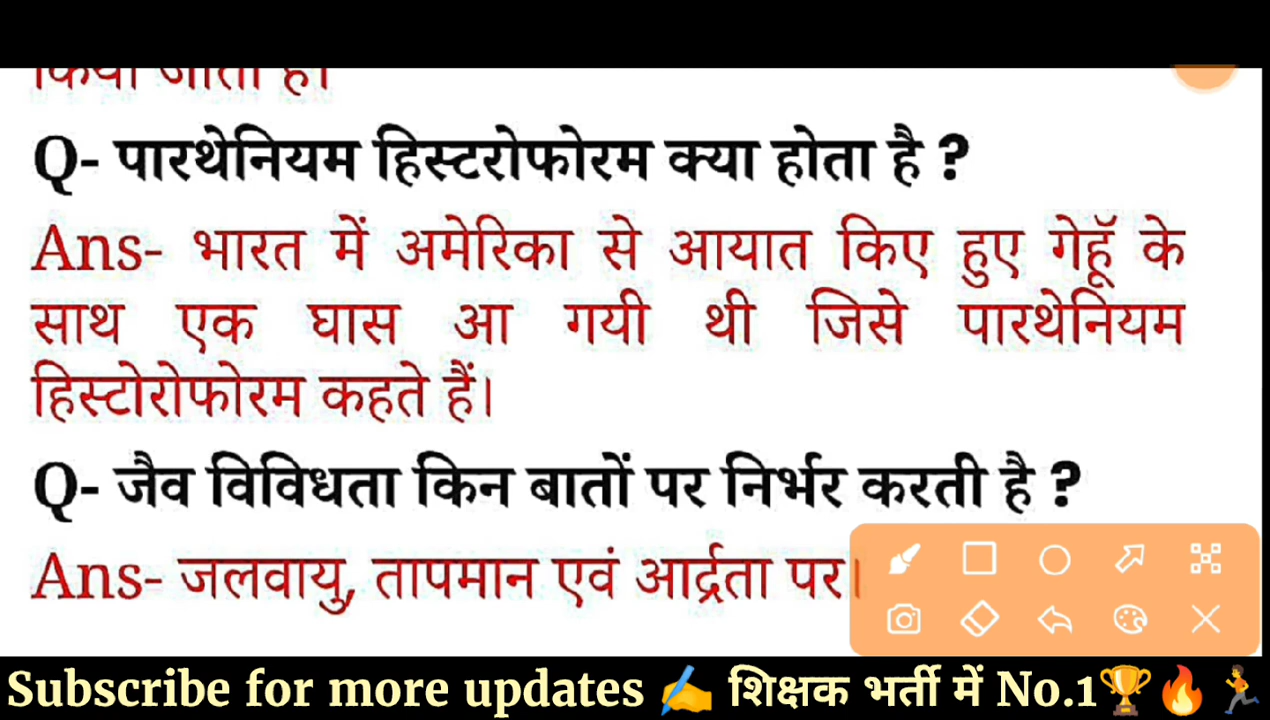 किया जाता है।
Q- पारथेनियम हिस्टरोफोरम क्या होता है ?
Ans- भारत में अमेरिका से आयात किए हुए गेहूॅं के
साथ एक घास आ गयी थी जिसे पारथेनियम
हिस्टोरोफोरम कहते हैं।
Q- जैव विविधता किन बातों पर निर्भर करती है ?
Ans- जलवायु, तापमान एवं आर्द्रता पर।
Subscribe for more updates ✍️ शिक्षक भर्ती में No.1🏆🔥🏃